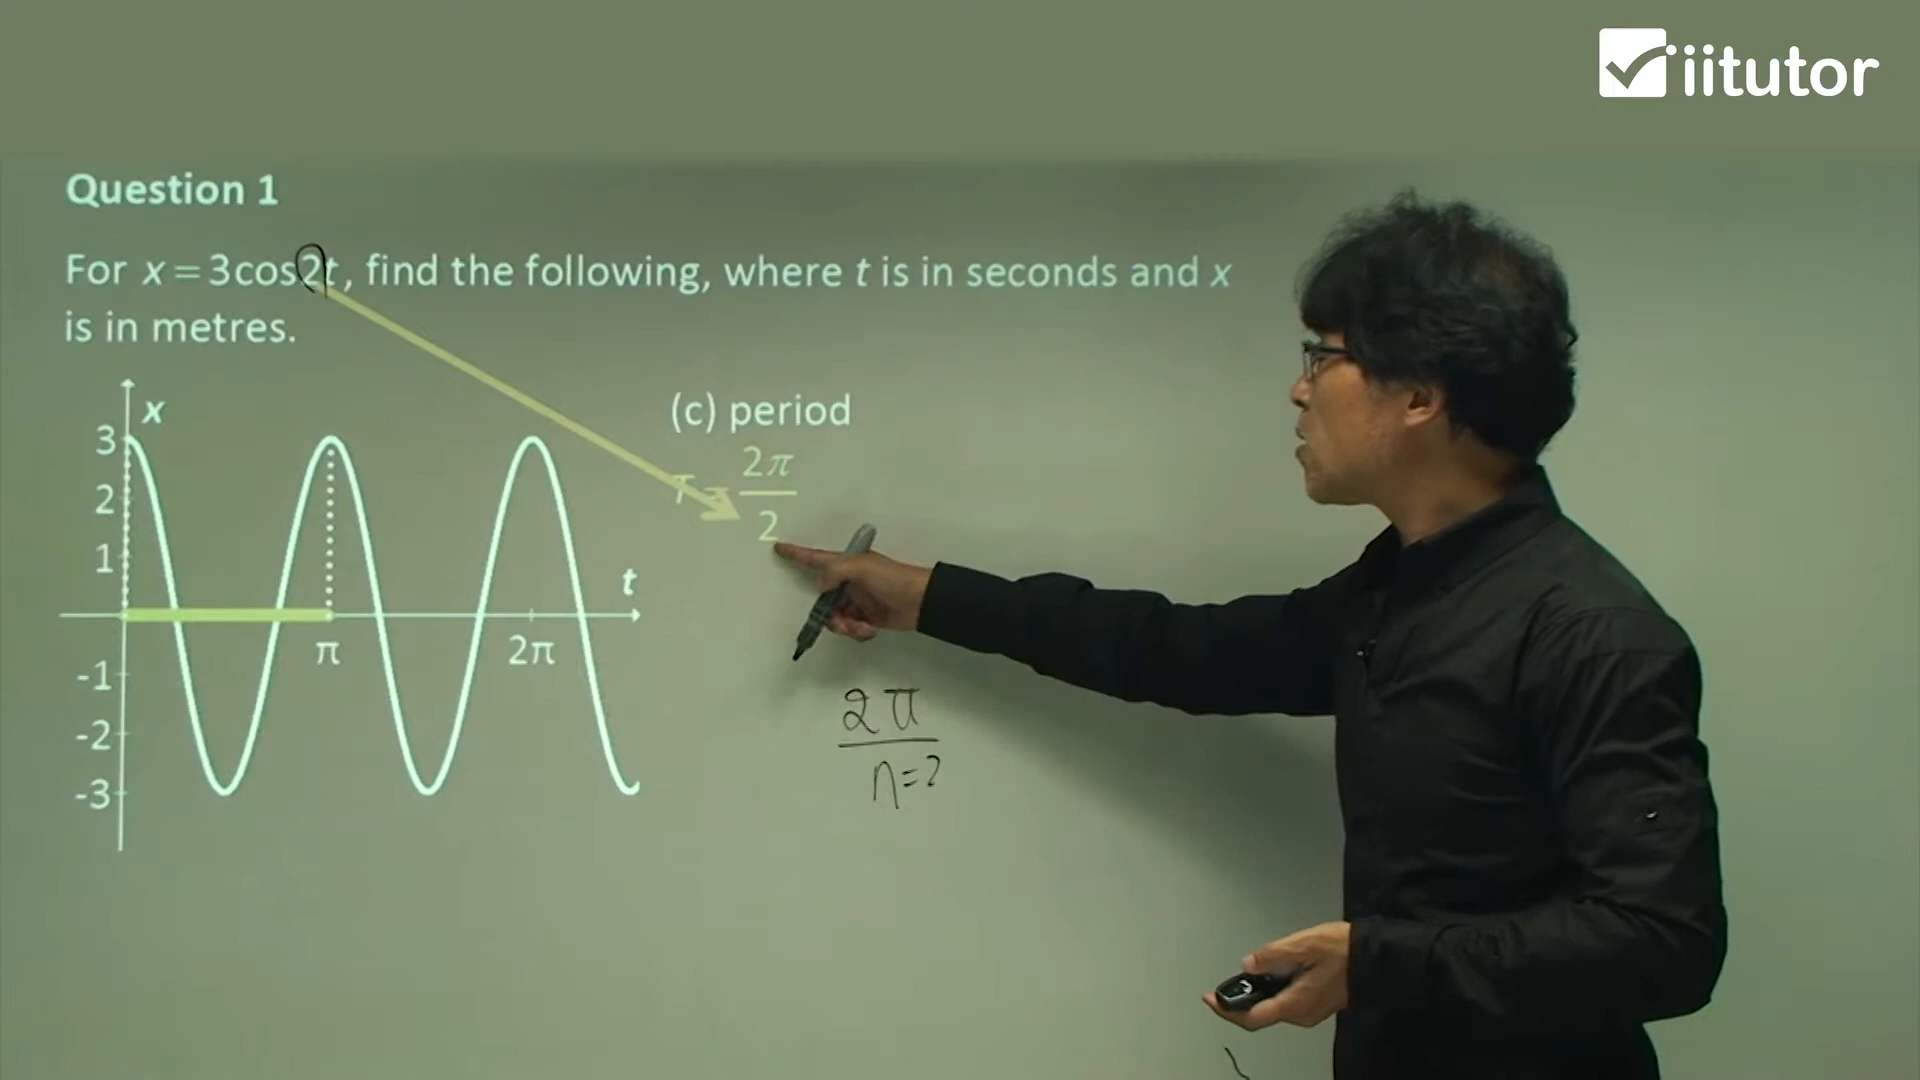 iitutor
Question 1
For x = 3cos2t, find the following, where t is in seconds and x
is in metres.
x
3
2
1
-1
-2
-3
π
2π
t
(c) period
T = 2π
2
2π
n=2